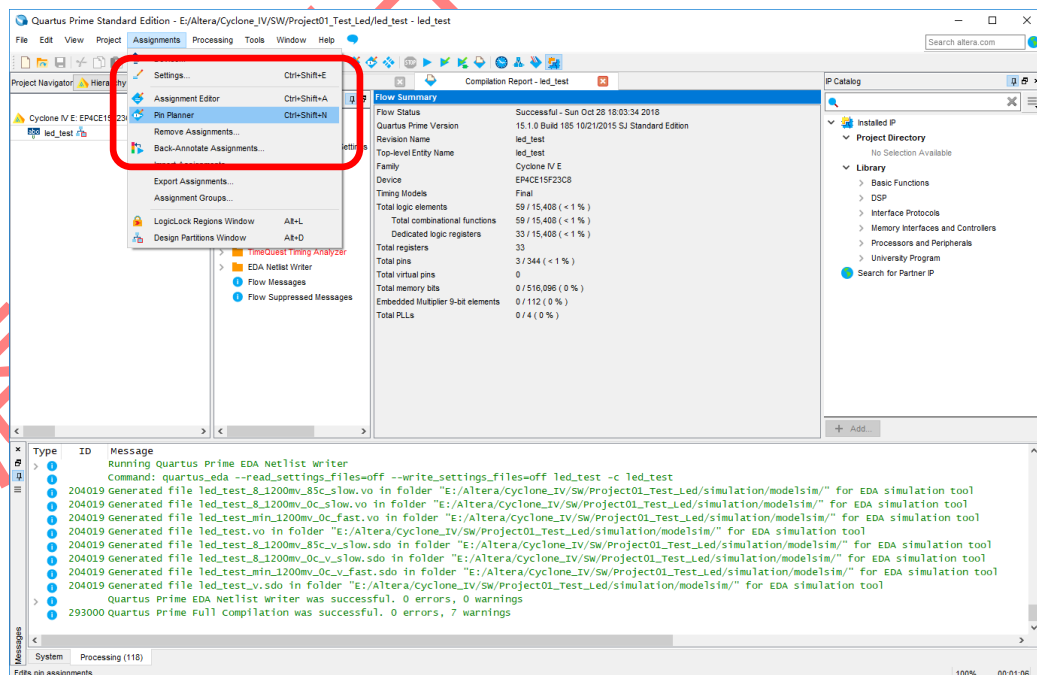 Quartus Prime Standard Edition - E:/Altera/Cyclone_IV/SW/Project01_Test_Led/led_test - led_test
File Edit View Project Assignments Processing Tools Window Help
Search altera.com
Project Navigator Hierarchy
Compilation Report - led_test
IP Catalog
Settings... Ctrl+Shift+E
Assignment Editor Ctrl+Shift+A
Pin Planner Ctrl+Shift+N
Remove Assignments...
Back-Annotate Assignments...
Import Assignments...
Export Assignments...
Assignment Groups...
LogicLock Regions Window Alt+L
Design Partitions Window Alt+D
Cyclone IV E: EP4CE15F23C
led_test
Settings
TimeQuest Timing Analyzer
EDA Netlist Writer
Flow Messages
Flow Suppressed Messages
Flow Summary
Flow Status Successful - Sun Oct 28 18:03:34 2018
Quartus Prime Version 15.1.0 Build 185 10/21/2015 SJ Standard Edition
Revision Name led_test
Top-level Entity Name led_test
Family Cyclone IV E
Device EP4CE15F23C8
Timing Models Final
Total logic elements 59 / 15,408 ( < 1 % )
Total combinational functions 59 / 15,408 ( < 1 % )
Dedicated logic registers 33 / 15,408 ( < 1 % )
Total registers 33
Total pins 3 / 344 ( < 1 % )
Total virtual pins 0
Total memory bits 0 / 516,096 ( 0 % )
Embedded Multiplier 9-bit elements 0 / 112 ( 0 % )
Total PLLs 0 / 4 ( 0 % )
Installed IP
Project Directory
No Selection Available
Library
Basic Functions
DSP
Interface Protocols
Memory Interfaces and Controllers
Processors and Peripherals
University Program
Search for Partner IP
+ Add...
Type ID Message
Running Quartus Prime EDA Netlist Writer
Command: quartus_eda --read_settings_files=off --write_settings_files=off led_test -c led_test
204019 Generated file led_test_8_1200mv_85c_slow.vo in folder "E:/Altera/Cyclone_IV/SW/Project01_Test_Led/simulation/modelsim/" for EDA simulation tool
204019 Generated file led_test_8_1200mv_0c_slow.vo in folder "E:/Altera/Cyclone_IV/SW/Project01_Test_Led/simulation/modelsim/" for EDA simulation tool
204019 Generated file led_test_min_1200mv_0c_fast.vo in folder "E:/Altera/Cyclone_IV/SW/Project01_Test_Led/simulation/modelsim/" for EDA simulation tool
204019 Generated file led_test.vo in folder "E:/Altera/Cyclone_IV/SW/Project01_Test_Led/simulation/modelsim/" for EDA simulation tool
204019 Generated file led_test_8_1200mv_85c_v_slow.sdo in folder "E:/Altera/Cyclone_IV/SW/Project01_Test_Led/simulation/modelsim/" for EDA simulation tool
204019 Generated file led_test_8_1200mv_0c_v_slow.sdo in folder "E:/Altera/Cyclone_IV/SW/Project01_Test_Led/simulation/modelsim/" for EDA simulation tool
204019 Generated file led_test_min_1200mv_0c_v_fast.sdo in folder "E:/Altera/Cyclone_IV/SW/Project01_Test_Led/simulation/modelsim/" for EDA simulation tool
204019 Generated file led_test_v.sdo in folder "E:/Altera/Cyclone_IV/SW/Project01_Test_Led/simulation/modelsim/" for EDA simulation tool
Quartus Prime EDA Netlist Writer was successful. 0 errors, 0 warnings
293000 Quartus Prime Full Compilation was successful. 0 errors, 7 warnings
Messages
System Processing (118)
Edits pin assignments 100% 00:01:06